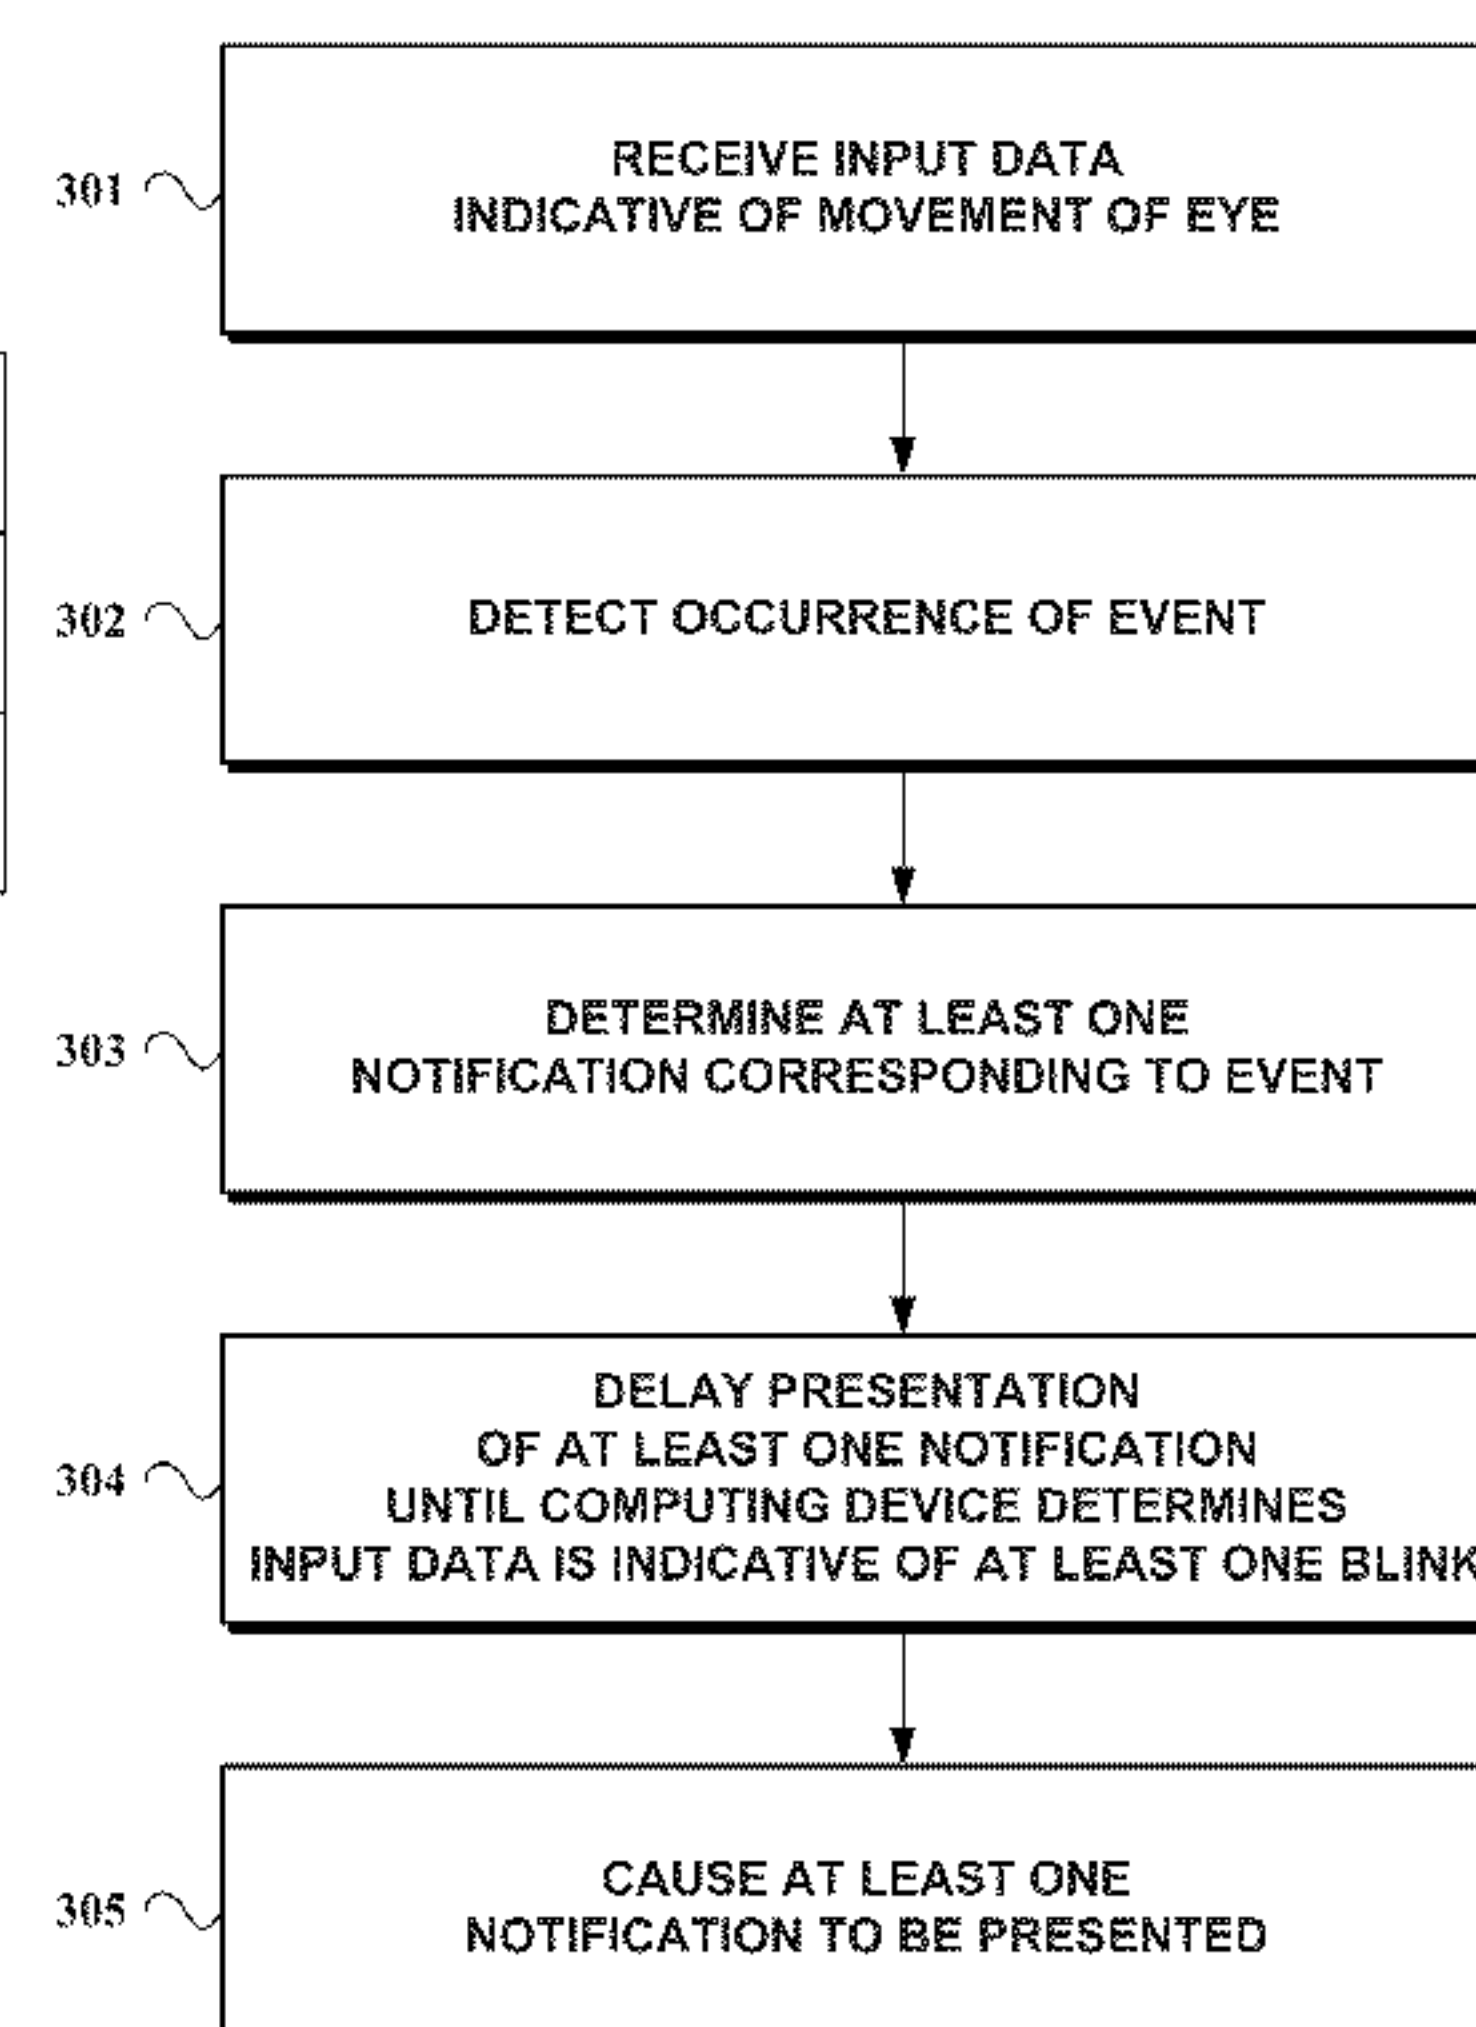 301
RECEIVE INPUT DATA
INDICATIVE OF MOVEMENT OF EYE
302
DETECT OCCURRENCE OF EVENT
303
DETERMINE AT LEAST ONE
NOTIFICATION CORRESPONDING TO EVENT
304
DELAY PRESENTATION
OF AT LEAST ONE NOTIFICATION
UNTIL COMPUTING DEVICE DETERMINES
INPUT DATA IS INDICATIVE OF AT LEAST ONE BLINK
305
CAUSE AT LEAST ONE
NOTIFICATION TO BE PRESENTED